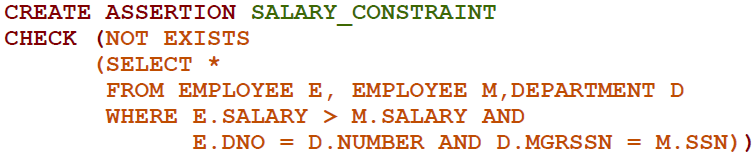 CREATE ASSERTION SALARY_CONSTRAINT
CHECK (NOT EXISTS
(SELECT *
FROM EMPLOYEE E, EMPLOYEE M,DEPARTMENT D
WHERE E.SALARY > M.SALARY AND
E.DNO = D.NUMBER AND D.MGRSSN = M.SSN))